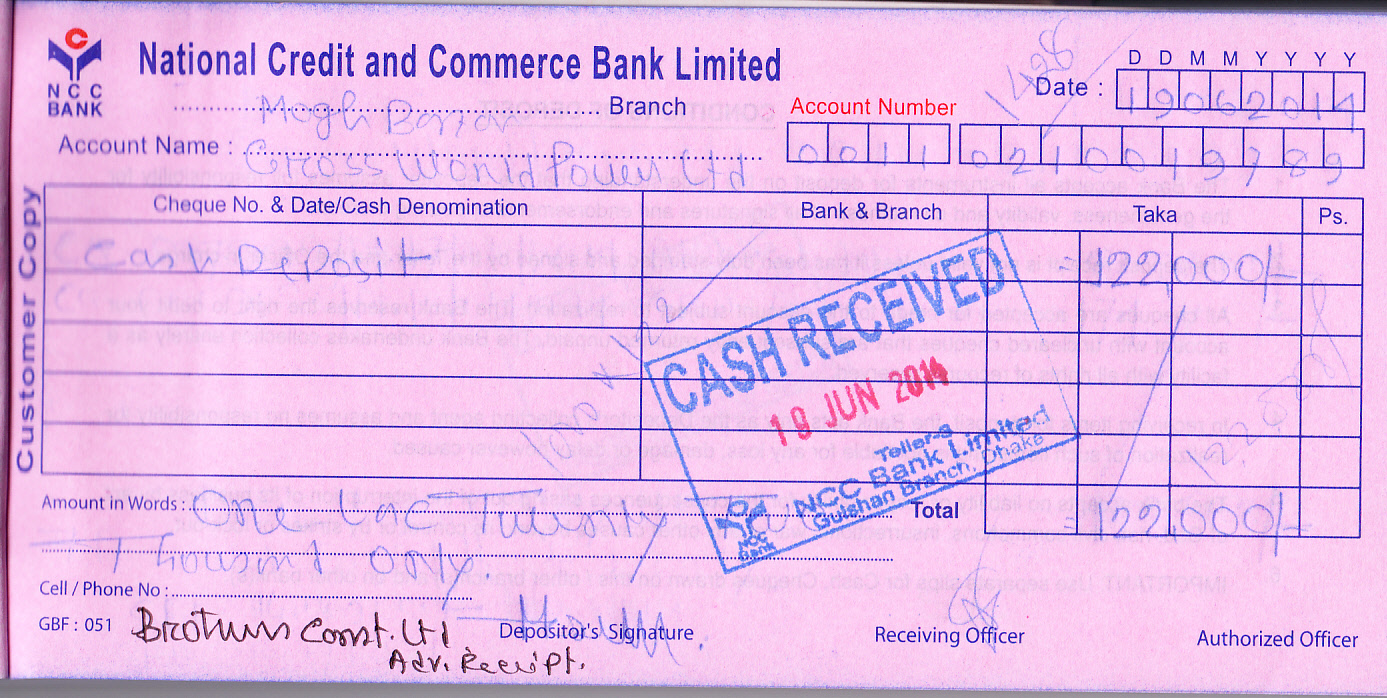 NCC BANK
National Credit and Commerce Bank Limited
Mogh Bazar Branch
Account Number
D D M M Y Y Y Y
Date : 19062014
Account Name : Cross World Power Ltd
0011 0210019789
Customer Copy
Cheque No. & Date/Cash Denomination Bank & Branch Taka Ps.
Cash Deposit =122,000/-
CASH RECEIVED
19 JUN 2014
Teller-3
NCC Bank Limited
Gulshan Branch, Dhaka
NCC Bank
Amount in Words : One Lac Twenty Two Total =122,000/=
Thousand Only
Cell / Phone No :
GBF : 051 Brothers Const. Ltd Depositor's Signature Receiving Officer Authorized Officer
Adv. Receipt.